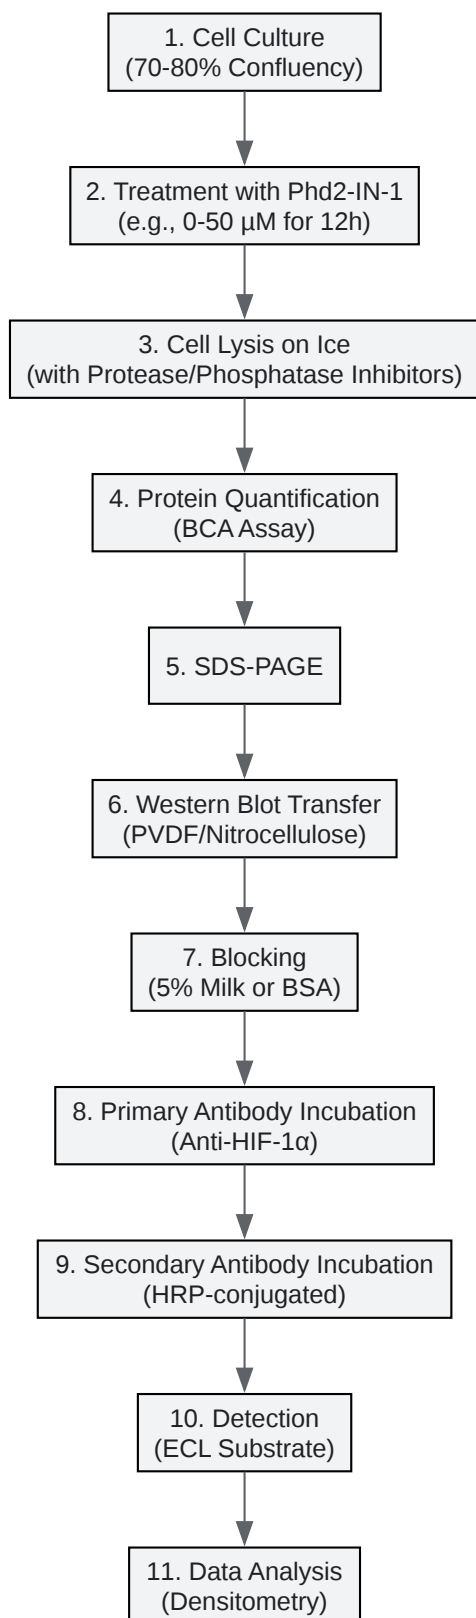 1. Cell Culture
(70-80% Confluency)
2. Treatment with Phd2-IN-1
(e.g., 0-50 µM for 12h)
3. Cell Lysis on Ice
(with Protease/Phosphatase Inhibitors)
4. Protein Quantification
(BCA Assay)
5. SDS-PAGE
6. Western Blot Transfer
(PVDF/Nitrocellulose)
7. Blocking
(5% Milk or BSA)
8. Primary Antibody Incubation
(Anti-HIF-1α)
9. Secondary Antibody Incubation
(HRP-conjugated)
10. Detection
(ECL Substrate)
11. Data Analysis
(Densitometry)